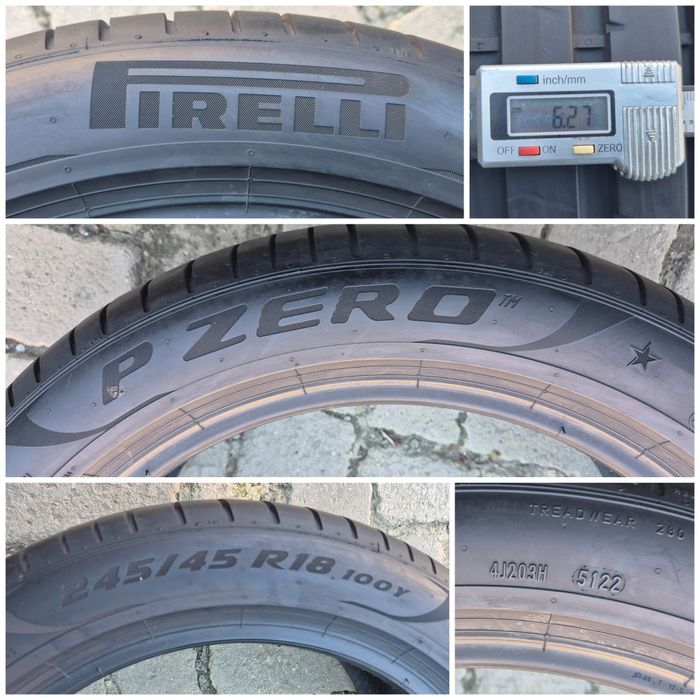 PIRELLI
inch/mm
6.27
OFF ON ZERO
P ZERO™
245/45 R18 100Y
TREADWEAR 280
4J203H 5122